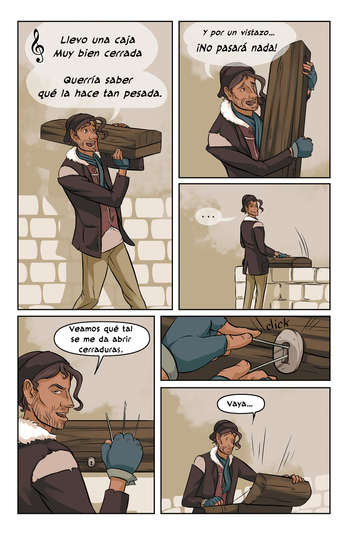 Llevo una caja
Muy bien cerrada
Querría saber
qué la hace tan pesada.
Y por un vistazo...
¡No pasará nada!
...
Veamos qué tal
se me da abrir
cerraduras.
click
Vaya...